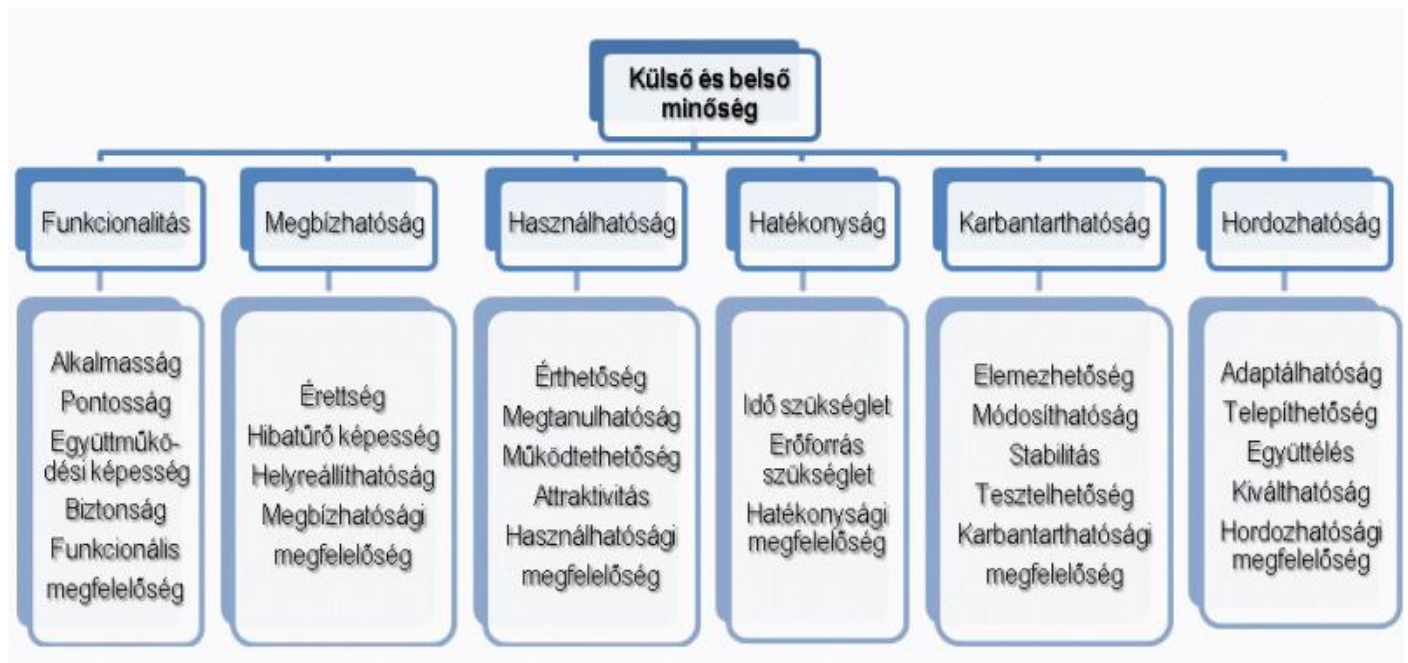 Külső és belső
minőség
Funkcionalitás
Megbízhatóság
Használhatóság
Hatékonyság
Karbantarthatóság
Hordozhatóság
Alkalmasság
Pontosság
Együttműkö-
dési képesség
Biztonság
Funkcionális
megfelelőség
Érettség
Hibatűrő képesség
Helyreállíthatóság
Megbízhatósági
megfelelőség
Érthetőség
Megtanulhatóság
Működtethetőség
Attraktivitás
Használhatósági
megfelelőség
Idő szükséglet
Erőforrás
szükséglet
Hatékonysági
megfelelőség
Elemezhetőség
Módosíthatóság
Stabilitás
Tesztelhetőség
Karbantarthatósági
megfelelőség
Adaptálhatóság
Telepíthetőség
Együttélés
Kiválthatóság
Hordozhatósági
megfelelőség